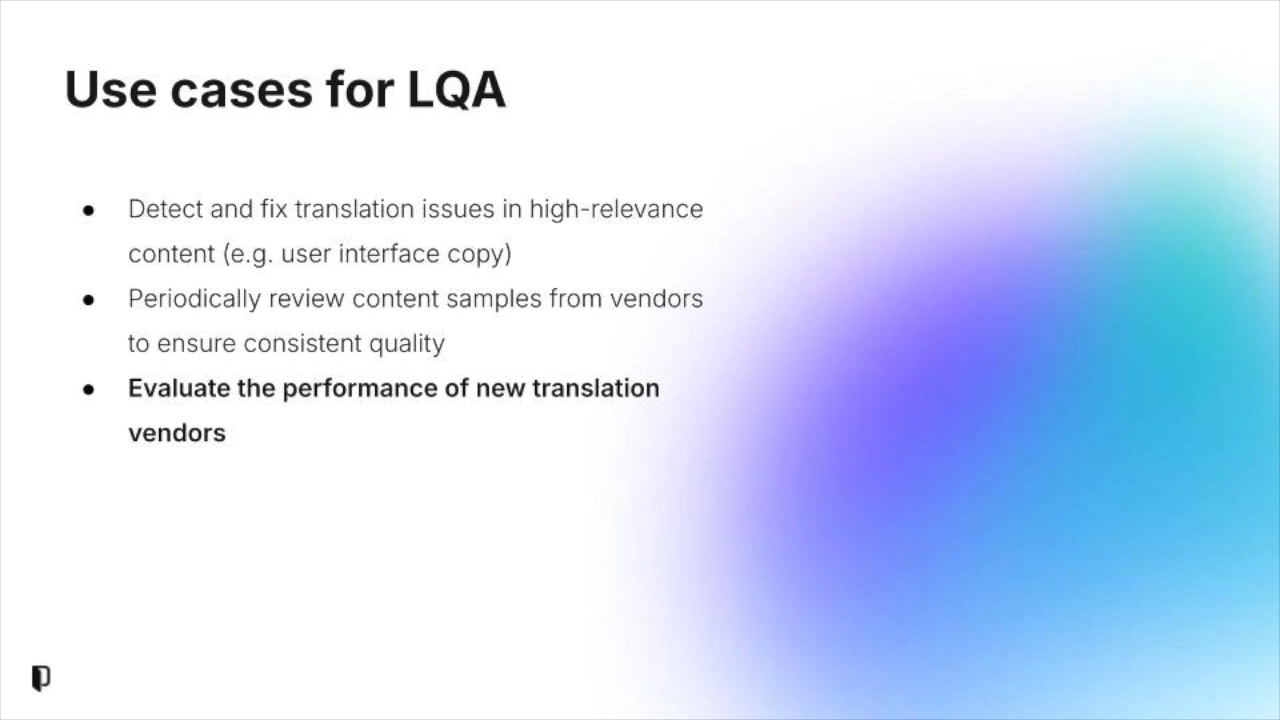 Use cases for LQA
● Detect and fix translation issues in high-relevance
content (e.g. user interface copy)
● Periodically review content samples from vendors
to ensure consistent quality
● Evaluate the performance of new translation
vendors